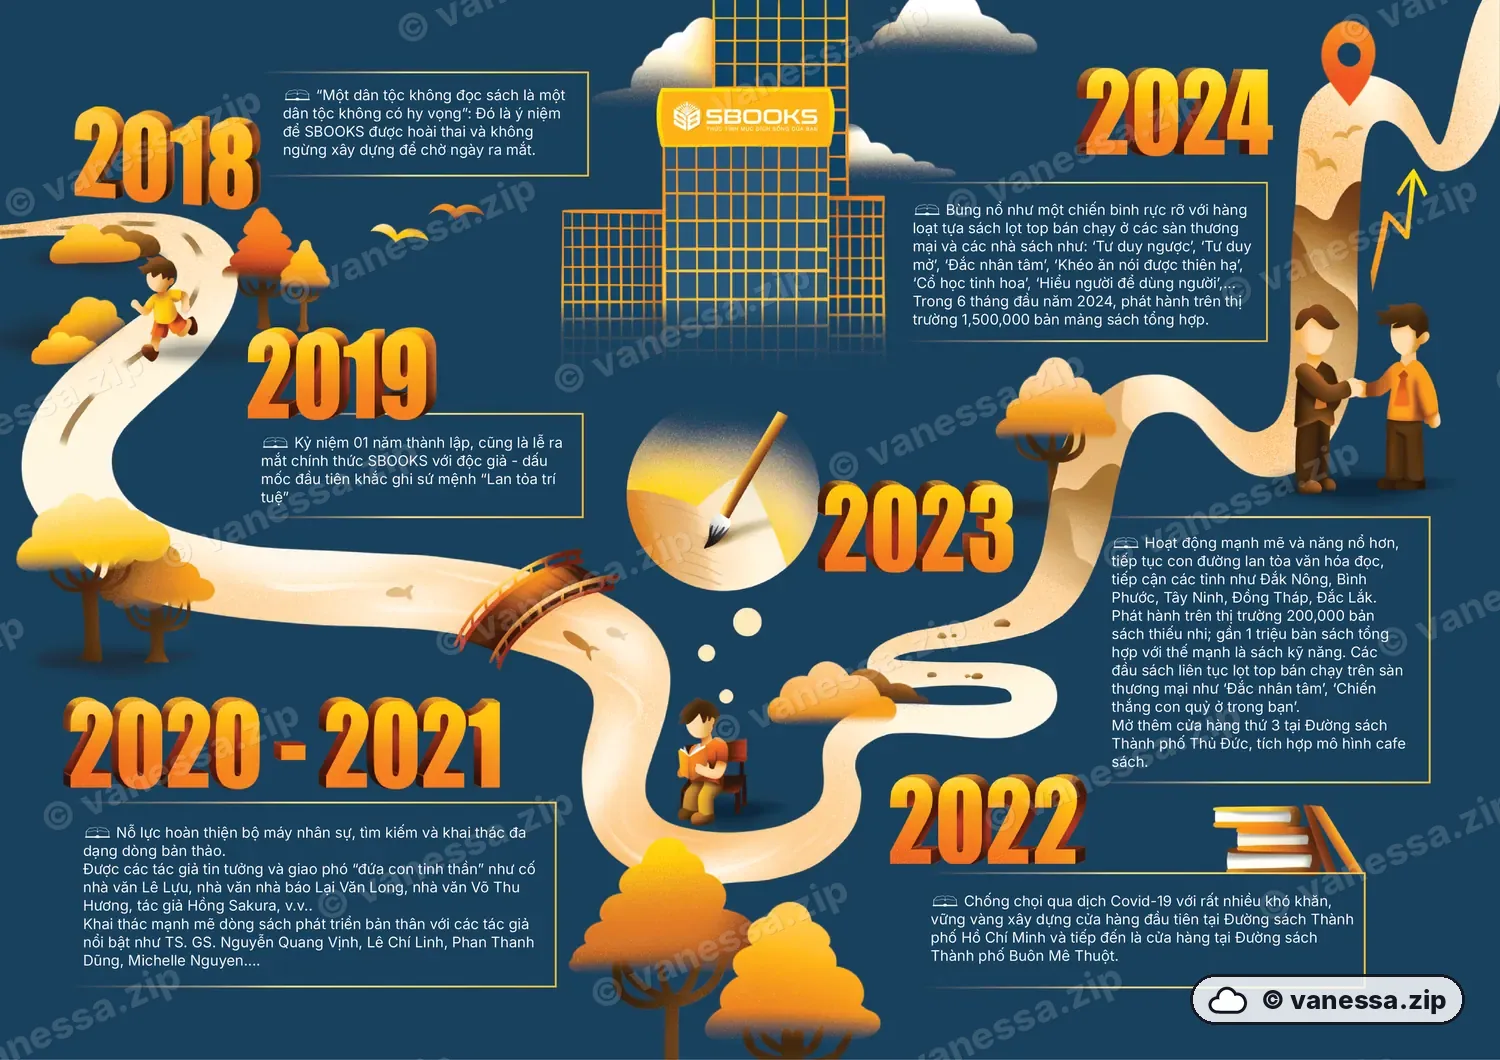 2018
“Một dân tộc không đọc sách là một
dân tộc không có hy vọng”: Đó là ý niệm
để SBOOKS được hoài thai và không
ngừng xây dựng để chờ ngày ra mắt.
SBOOKS
THỨC TỈNH MỤC ĐÍCH SỐNG CỦA BẠN
2024
Bùng nổ như một chiến binh rực rỡ với hàng
loạt tựa sách lọt top bán chạy ở các sàn thương
mại và các nhà sách như: ‘Tư duy ngược’, ‘Tư duy
mở’, ‘Đắc nhân tâm’, ‘Khéo ăn nói được thiên hạ’,
‘Cổ học tinh hoa’, ‘Hiểu người để dùng người’,...
Trong 6 tháng đầu năm 2024, phát hành trên thị
trường 1,500,000 bản mảng sách tổng hợp.
2019
Kỷ niệm 01 năm thành lập, cũng là lễ ra
mắt chính thức SBOOKS với độc giả - dấu
mốc đầu tiên khắc ghi sứ mệnh “Lan tỏa trí
tuệ”
2023
Hoạt động mạnh mẽ và năng nổ hơn,
tiếp tục con đường lan tỏa văn hóa đọc,
tiếp cận các tỉnh như Đắk Nông, Bình
Phước, Tây Ninh, Đồng Tháp, Đắc Lắk.
Phát hành trên thị trường 200,000 bản
sách thiếu nhi; gần 1 triệu bản sách tổng
hợp với thế mạnh là sách kỹ năng. Các
đầu sách liên tục lọt top bán chạy trên sàn
thương mại như ‘Đắc nhân tâm’, ‘Chiến
thắng con quỷ ở trong bạn’.
Mở thêm cửa hàng thứ 3 tại Đường sách
Thành phố Thủ Đức, tích hợp mô hình cafe
sách.
2020 - 2021
Nỗ lực hoàn thiện bộ máy nhân sự, tìm kiếm và khai thác đa
dạng dòng bản thảo.
Được các tác giả tin tưởng và giao phó “đứa con tinh thần” như cố
nhà văn Lê Lựu, nhà văn nhà báo Lại Văn Long, nhà văn Võ Thu
Hương, tác giả Hồng Sakura, v.v..
Khai thác mạnh mẽ dòng sách phát triển bản thân với các tác giả
nổi bật như TS. GS. Nguyễn Quang Vịnh, Lê Chí Linh, Phan Thanh
Dũng, Michelle Nguyen....
2022
Chống chọi qua dịch Covid-19 với rất nhiều khó khăn,
vững vàng xây dựng cửa hàng đầu tiên tại Đường sách Thành
phố Hồ Chí Minh và tiếp đến là cửa hàng tại Đường sách
Thành phố Buôn Mê Thuột.
© vanessa.zip